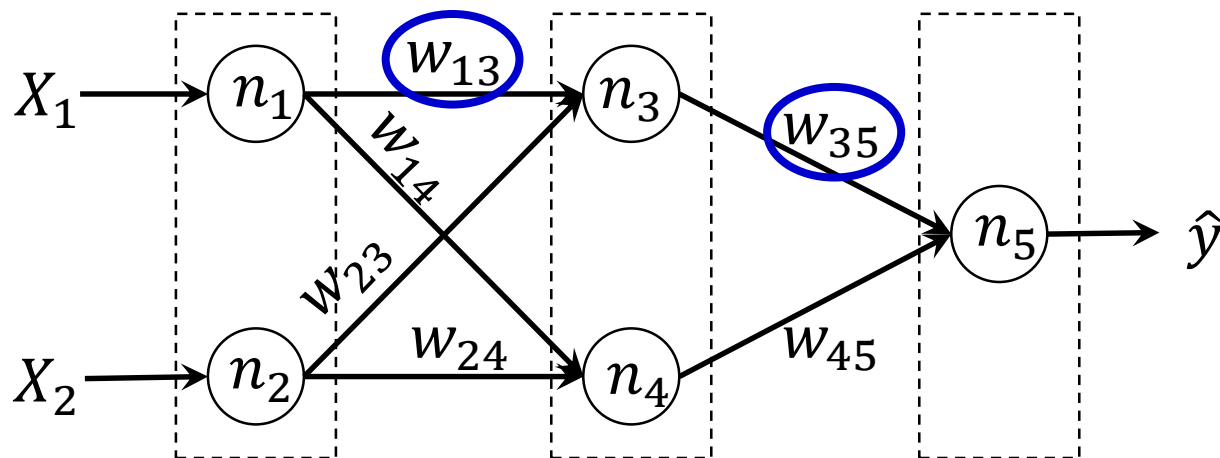 X₁
n₁
w₁₃
n₃
w₁₄
w₃₅
n₅
ŷ
w₂₃
X₂
n₂
w₂₄
n₄
w₄₅